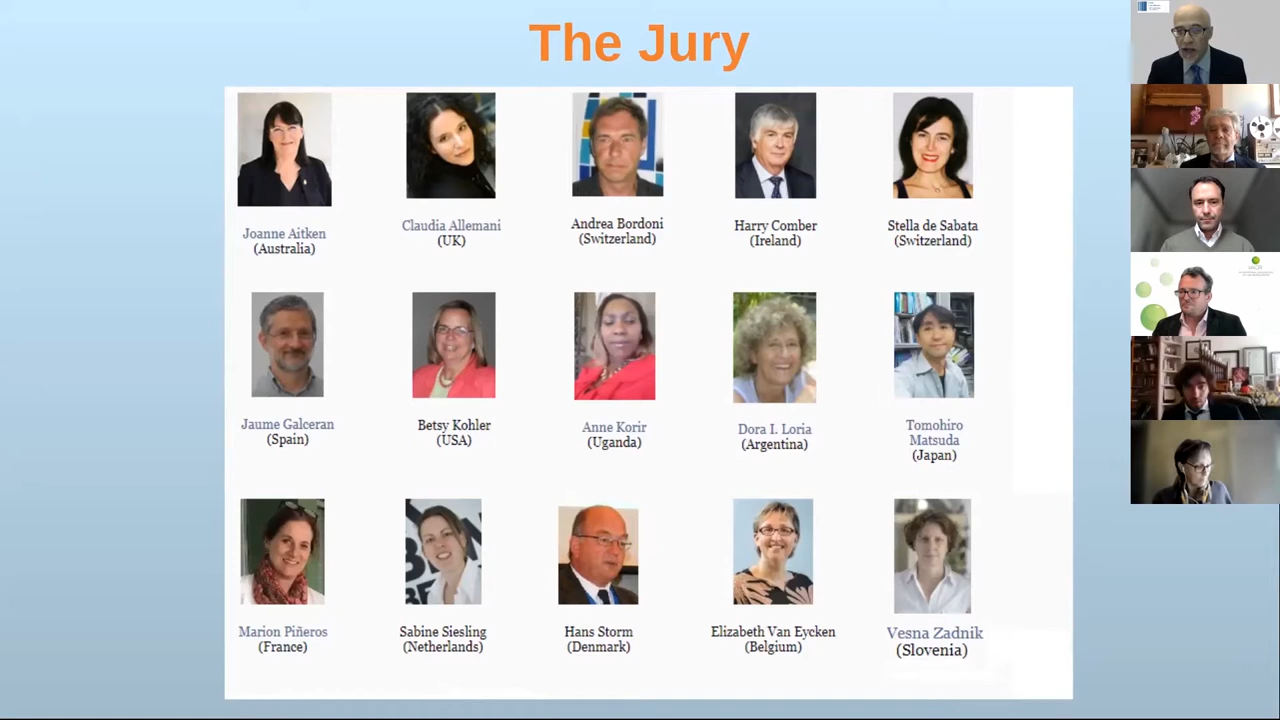 The Jury
Joanne Aitken
(Australia)
Claudia Allemani
(UK)
Andrea Bordoni
(Switzerland)
Harry Comber
(Ireland)
Stella de Sabata
(Switzerland)
Jaume Galceran
(Spain)
Betsy Kohler
(USA)
Anne Korir
(Uganda)
Dora I. Loria
(Argentina)
Tomohiro
Matsuda
(Japan)
Marion Piñeros
(France)
Sabine Siesling
(Netherlands)
Hans Storm
(Denmark)
Elizabeth Van Eycken
(Belgium)
Vesna Zadnik
(Slovenia)